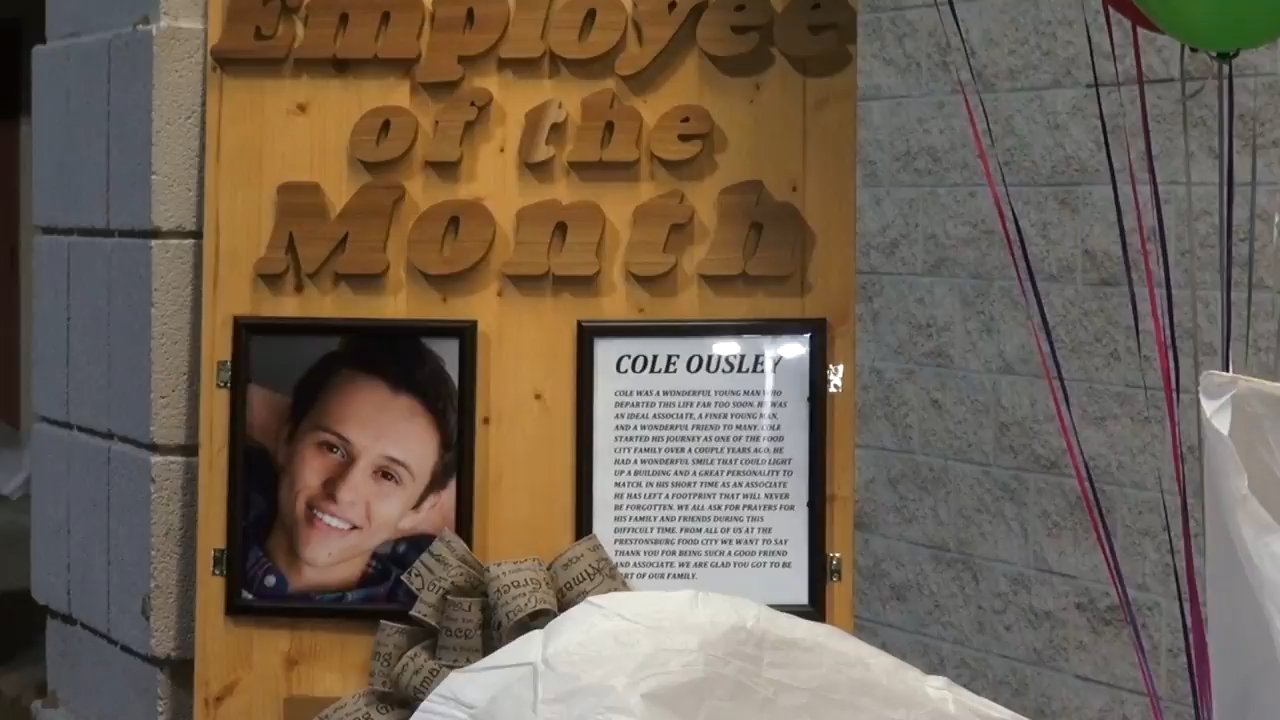 Employee
of the
Month
COLE OUSLEY
COLE WAS A WONDERFUL YOUNG MAN WHO
DEPARTED THIS LIFE FAR TOO SOON. HE WAS
AN IDEAL ASSOCIATE, A FINER YOUNG MAN,
AND A WONDERFUL FRIEND TO MANY. COLE
STARTED HIS JOURNEY AS ONE OF THE FOOD
CITY FAMILY OVER A COUPLE YEARS AGO. HE
HAD A WONDERFUL SMILE THAT COULD LIGHT
UP A BUILDING AND A GREAT PERSONALITY TO
MATCH. IN HIS SHORT TIME AS AN ASSOCIATE
HE HAS LEFT A FOOTPRINT THAT WILL NEVER
BE FORGOTTEN. WE ALL ASK FOR PRAYERS FOR
HIS FAMILY AND FRIENDS DURING THIS
DIFFICULT TIME. FROM ALL OF US AT THE
PRESTONSBURG FOOD CITY WE WANT TO SAY
THANK YOU FOR BEING SUCH A GOOD FRIEND
AND ASSOCIATE. WE ARE GLAD YOU GOT TO BE
ART OF OUR FAMILY.
Grace
Amaz
race